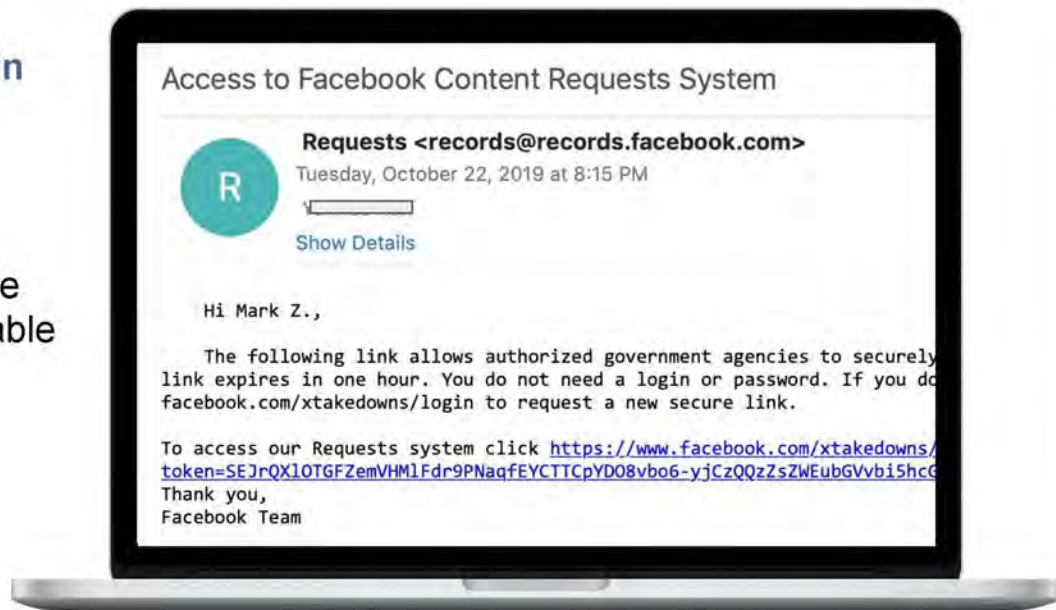 n
Access to Facebook Content Requests System
Requests <records@records.facebook.com>
R
Tuesday, October 22, 2019 at 8:15 PM
Show Details
e
able
Hi Mark Z.,
The following link allows authorized government agencies to securely
link expires in one hour. You do not need a login or password. If you do
facebook.com/xtakedowns/login to request a new secure link.
To access our Requests system click https://www.facebook.com/xtakedowns/
token=SEJrQXlOTGFZemVHMlFdr9PNaqfEYCTTCpYDO8vbo6-yjCzQQzZsZWEubGVvbi5hcG
Thank you,
Facebook Team